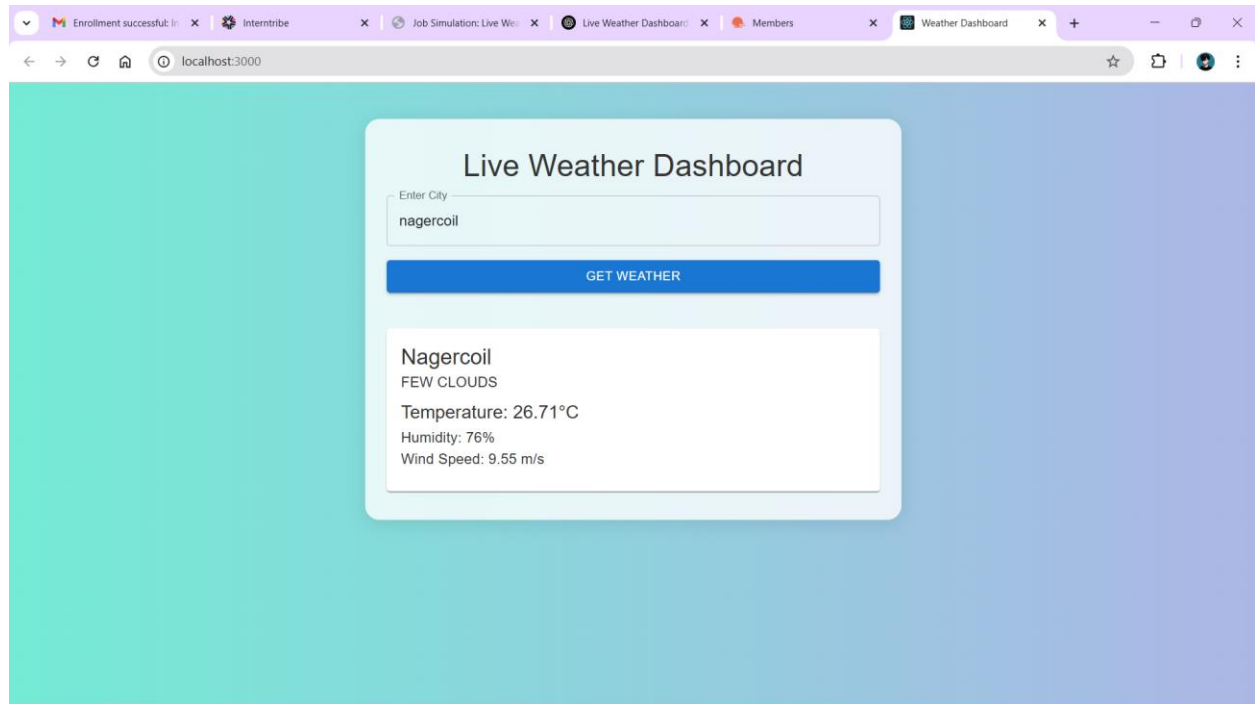 Enrollment successful: In
Interntribe
Job Simulation: Live Wea
Live Weather Dashboard
Members
Weather Dashboard
localhost:3000
Live Weather Dashboard
Enter City
nagercoil
GET WEATHER
Nagercoil
FEW CLOUDS
Temperature: 26.71°C
Humidity: 76%
Wind Speed: 9.55 m/s